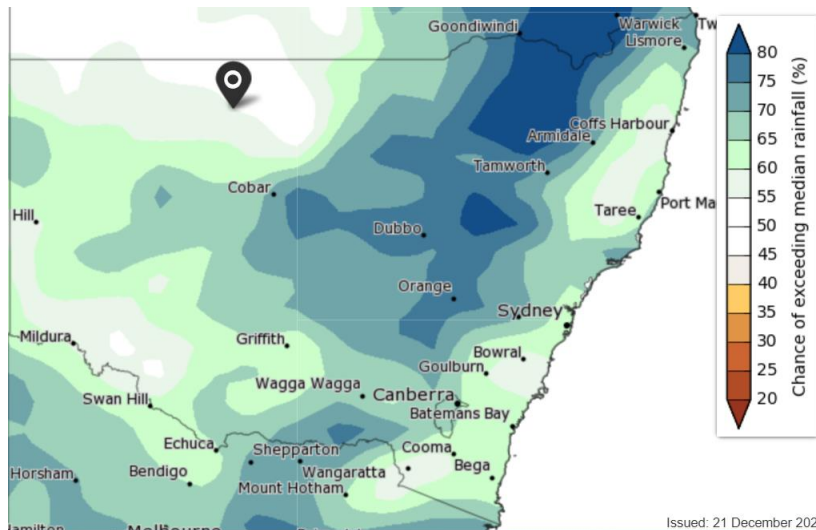 Goondiwindi
Warwick
Tw
Lismore
Coffs Harbour
Armidale
Tamworth
Cobar
Port Ma
Hill
Taree
Dubbo
Orange
Sydney
Mildura
Griffith
Bowral
Goulburn
Wagga Wagga
Canberra
Swan Hill
Batemans Bay
Echuca
Shepparton
Cooma
Horsham
Bendigo
Wangaratta
Bega
Mount Hotham
Hamilton
Melbourne
80
75
70
65
60
55
50
45
40
35
30
25
20
Chance of exceeding median rainfall (%)
Issued: 21 December 202